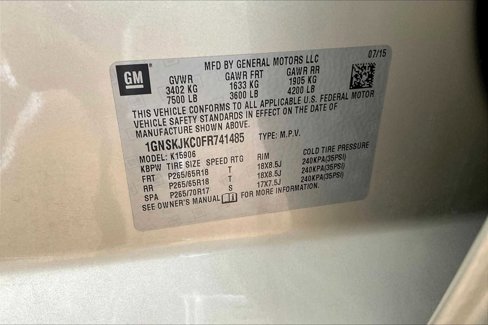 MFD BY GENERAL MOTORS LLC 07/15
GM
GVWR GAWR FRT GAWR RR
3402 KG 1633 KG 1905 KG
7500 LB 3600 LB 4200 LB
THIS VEHICLE CONFORMS TO ALL APPLICABLE U.S. FEDERAL MOTOR
VEHICLE SAFETY STANDARDS IN EFFECT ON THE DATE OF
MANUFACTURE SHOWN ABOVE.
1GNSKJKC0FR741485 TYPE: M.P.V.
MODEL: K15906
KBPW TIRE SIZE SPEED RTG RIM COLD TIRE PRESSURE
FRT P265/65R18 T 18X8.5J 240KPA(35PSI)
RR P265/65R18 T 18X8.5J 240KPA(35PSI)
SPA P265/70R17 S 17X7.5J 240KPA(35PSI)
SEE OWNER'S MANUAL i FOR MORE INFORMATION.